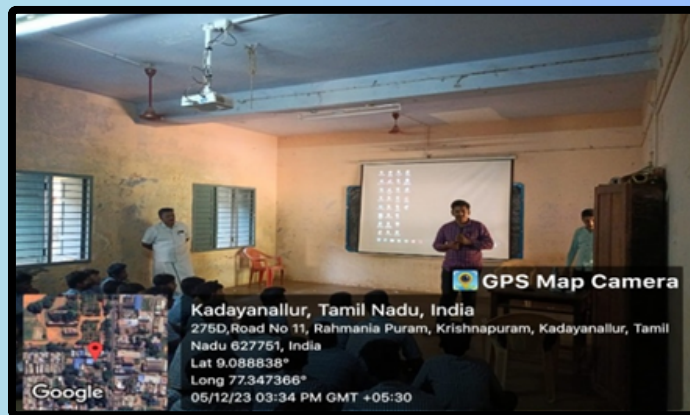 GPS Map Camera
Kadayanallur, Tamil Nadu, India
275D,Road No 11, Rahmania Puram, Krishnapuram, Kadayanallur, Tamil
Nadu 627751, India
Lat 9.088838°
Long 77.347366°
05/12/23 03:34 PM GMT +05:30
Google